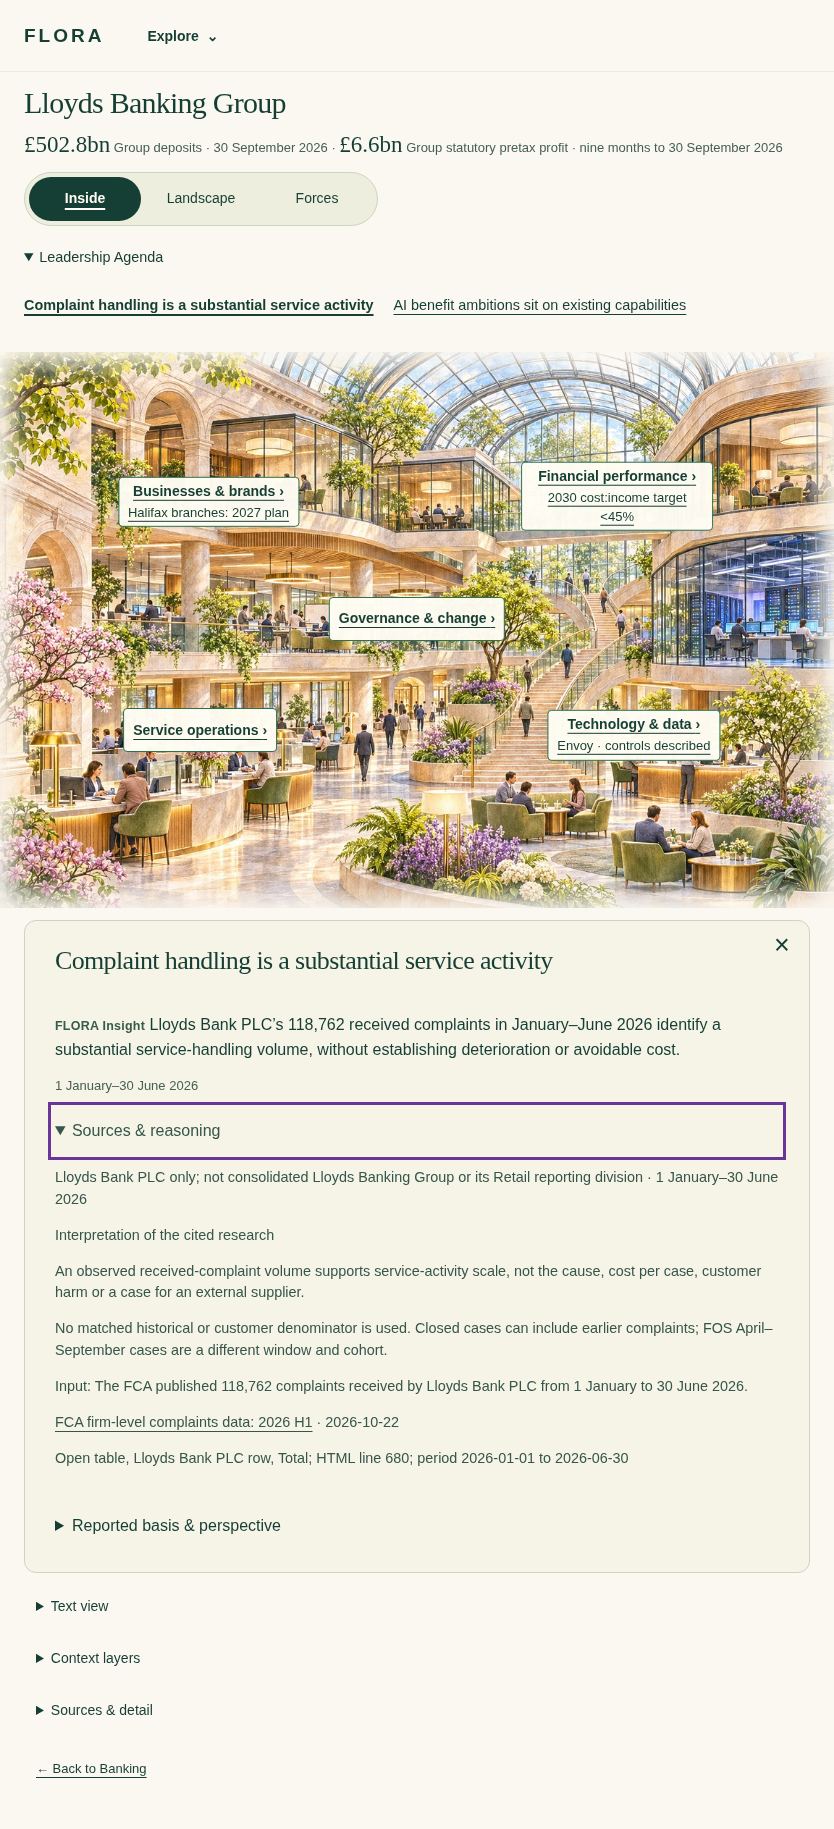 FLORA
Explore ⌄
Lloyds Banking Group
£502.8bn Group deposits · 30 September 2026 · £6.6bn Group statutory pretax profit · nine months to 30 September 2026
Inside Landscape Forces
▼ Leadership Agenda
Complaint handling is a substantial service activity AI benefit ambitions sit on existing capabilities
Financial performance ›
2030 cost:income target
<45%
Businesses & brands ›
Halifax branches: 2027 plan
Governance & change ›
Service operations ›
Technology & data ›
Envoy · controls described
✕
Complaint handling is a substantial service activity
FLORA Insight Lloyds Bank PLC’s 118,762 received complaints in January–June 2026 identify a
substantial service-handling volume, without establishing deterioration or avoidable cost.
1 January–30 June 2026
▼ Sources & reasoning
Lloyds Bank PLC only; not consolidated Lloyds Banking Group or its Retail reporting division · 1 January–30 June
2026
Interpretation of the cited research
An observed received-complaint volume supports service-activity scale, not the cause, cost per case, customer
harm or a case for an external supplier.
No matched historical or customer denominator is used. Closed cases can include earlier complaints; FOS April–
September cases are a different window and cohort.
Input: The FCA published 118,762 complaints received by Lloyds Bank PLC from 1 January to 30 June 2026.
FCA firm-level complaints data: 2026 H1 · 2026-10-22
Open table, Lloyds Bank PLC row, Total; HTML line 680; period 2026-01-01 to 2026-06-30
▶ Reported basis & perspective
▶ Text view
▶ Context layers
▶ Sources & detail
← Back to Banking